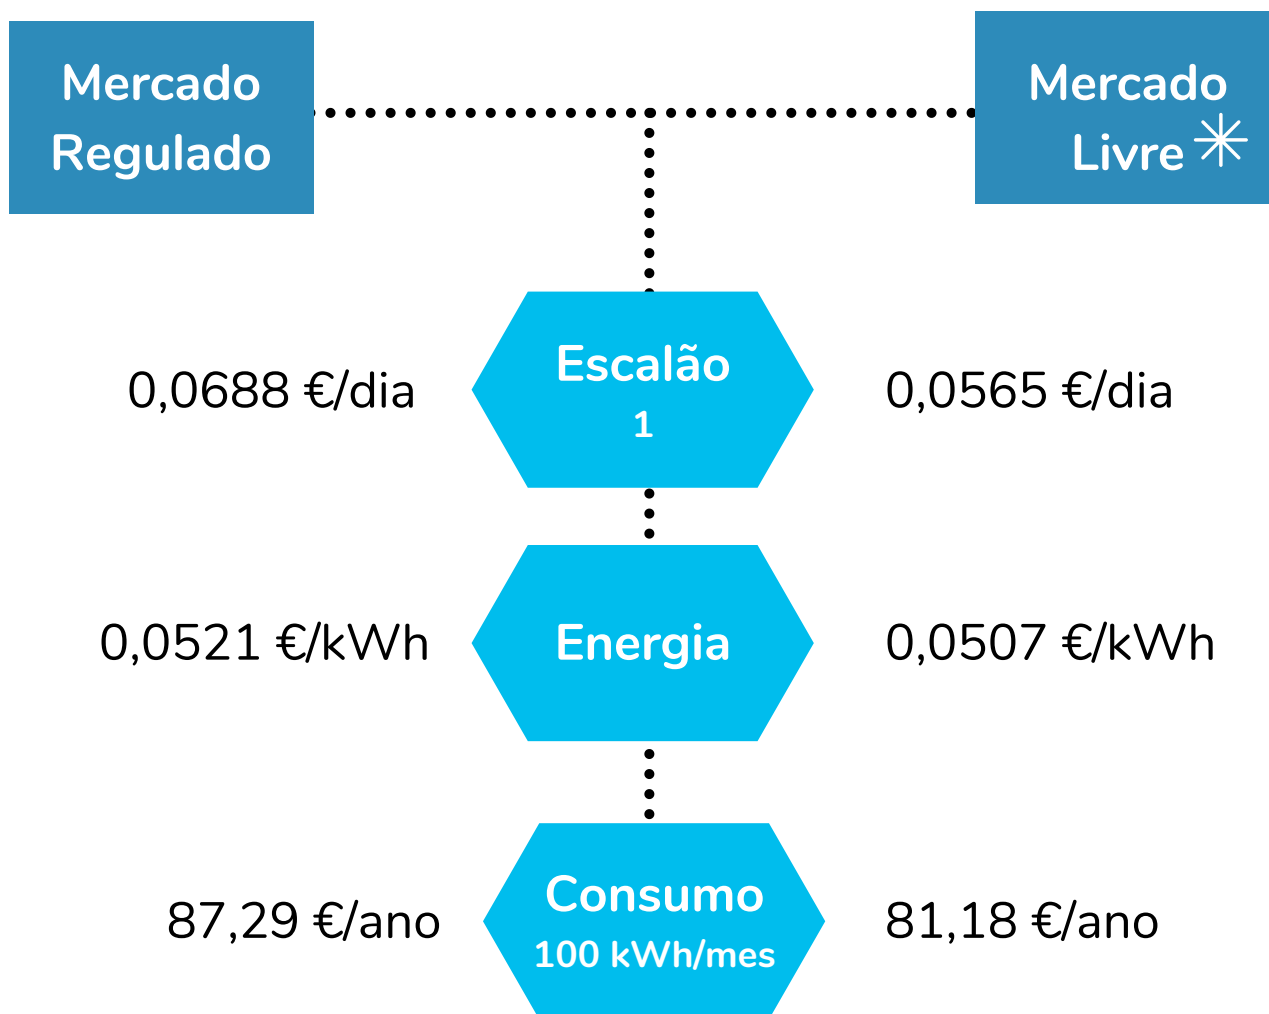 Mercado
Regulado
Mercado
Livre *
0,0688 €/dia
Escalão
1
0,0565 €/dia
0,0521 €/kWh
Energia
0,0507 €/kWh
87,29 €/ano
Consumo
100 kWh/mes
81,18 €/ano